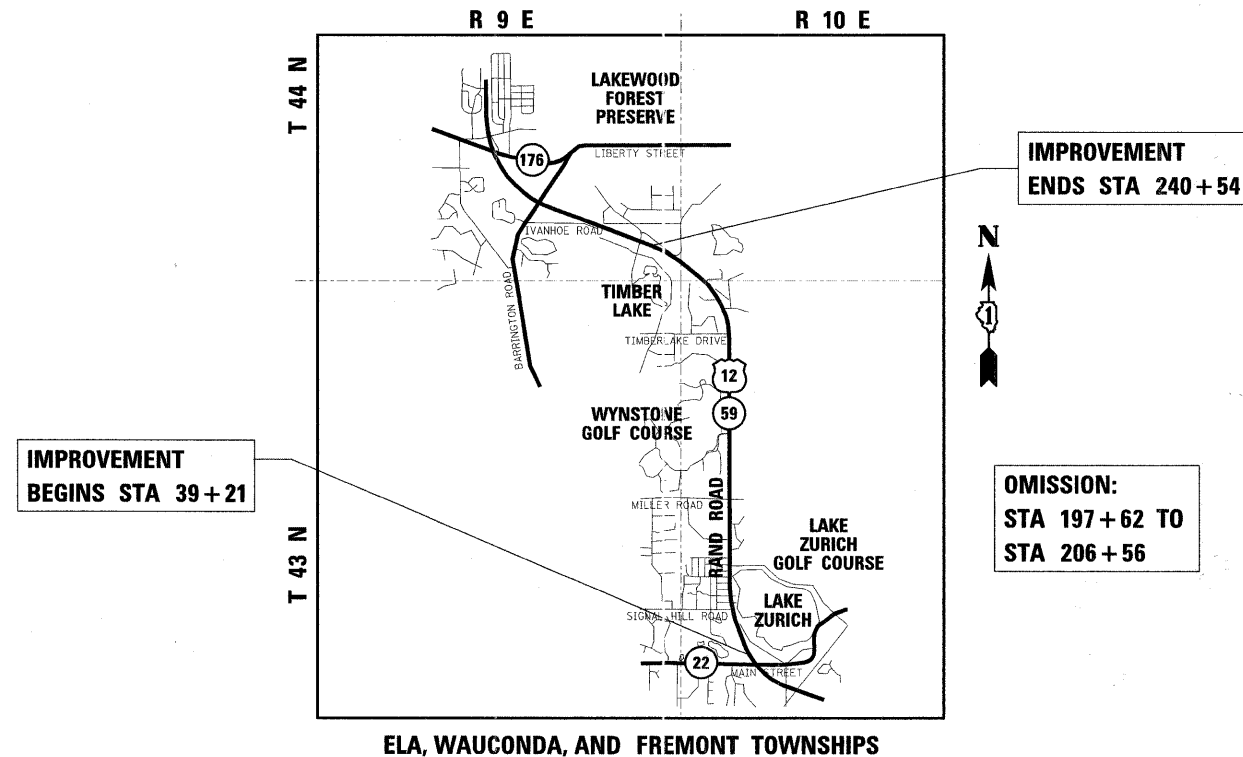 R 9 E
R 10 E
T 44 N
LAKEWOOD
FOREST
PRESERVE
176
LIBERTY STREET
IMPROVEMENT
ENDS STA 240+54
IVANHOE ROAD
N
1
TIMBER
LAKE
BARRINGTON ROAD
TIMBERLAKE DRIVE
12
59
WYNSTONE
GOLF COURSE
IMPROVEMENT
BEGINS STA 39+21
MILLER ROAD
RAND ROAD
OMISSION:
STA 197+62 TO
STA 206+56
LAKE
ZURICH
GOLF COURSE
T 43 N
LAKE
ZURICH
SIGNAL HILL ROAD
22
MAIN STREET
ELA, WAUCONDA, AND FREMONT TOWNSHIPS